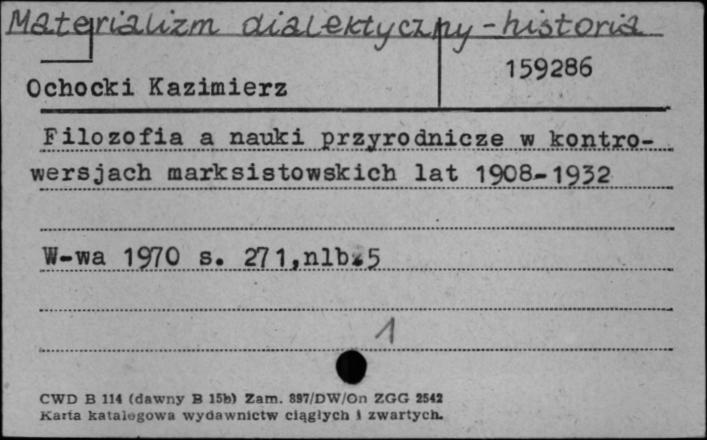 Materializm dialektyczny - historia
159286
Ochocki Kazimierz
Filozofia a nauki przyrodnicze w kontro-
wersjach marksistowskich lat 1908-1932
W-wa 1970 s. 271,nlb.5
1
CWD B 114 (dawny B 15b) Zam. 897/DW/On ZGG 2542
Karta katalogowa wydawnictw ciągłych i zwartych.